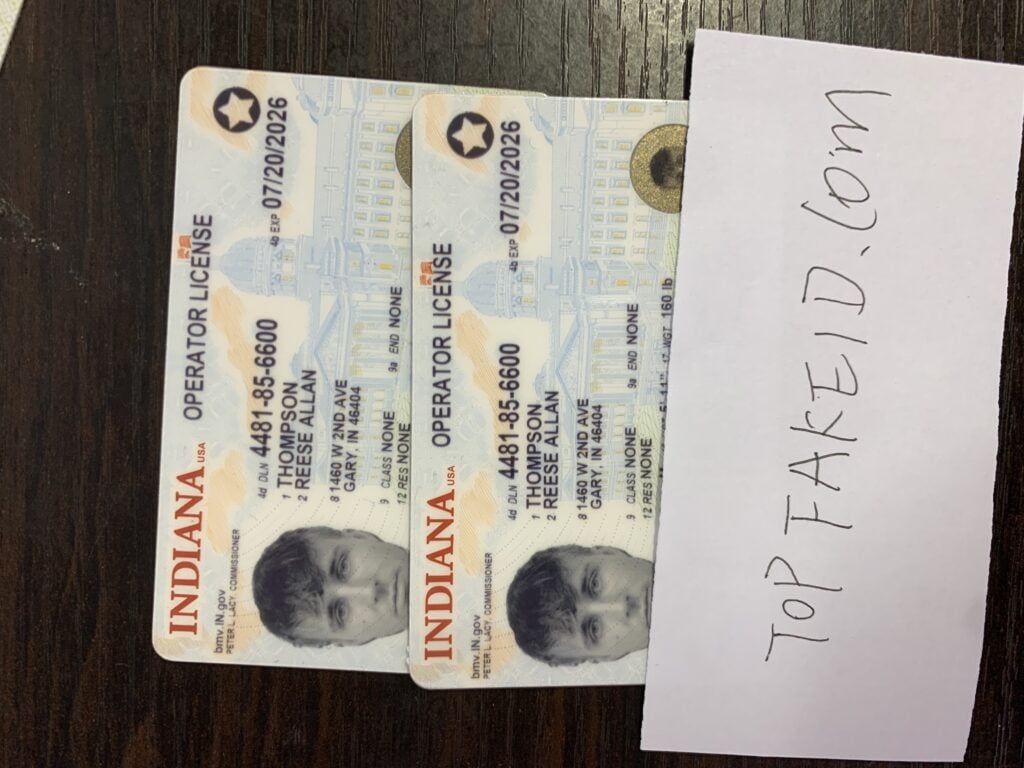 INDIANA USA OPERATOR LICENSE
bmv.IN.gov
PETER L. LACY, COMMISSIONER
4d DLN 4481-85-6600 4b EXP 07/20/2026
1 THOMPSON
2 REESE ALLAN
8 1460 W 2ND AVE
GARY, IN 46404
9 CLASS NONE 9a END NONE
12 RES NONE
INDIANA USA OPERATOR LICENSE
bmv.IN.gov
PETER L. LACY, COMMISSIONER
4d DLN 4481-85-6600 4b EXP 07/20/2026
1 THOMPSON
2 REESE ALLAN
8 1460 W 2ND AVE
GARY, IN 46404
9 CLASS NONE 9a END NONE
12 RES NONE
17 WGT 160 lb
TOP FAKEID.Com